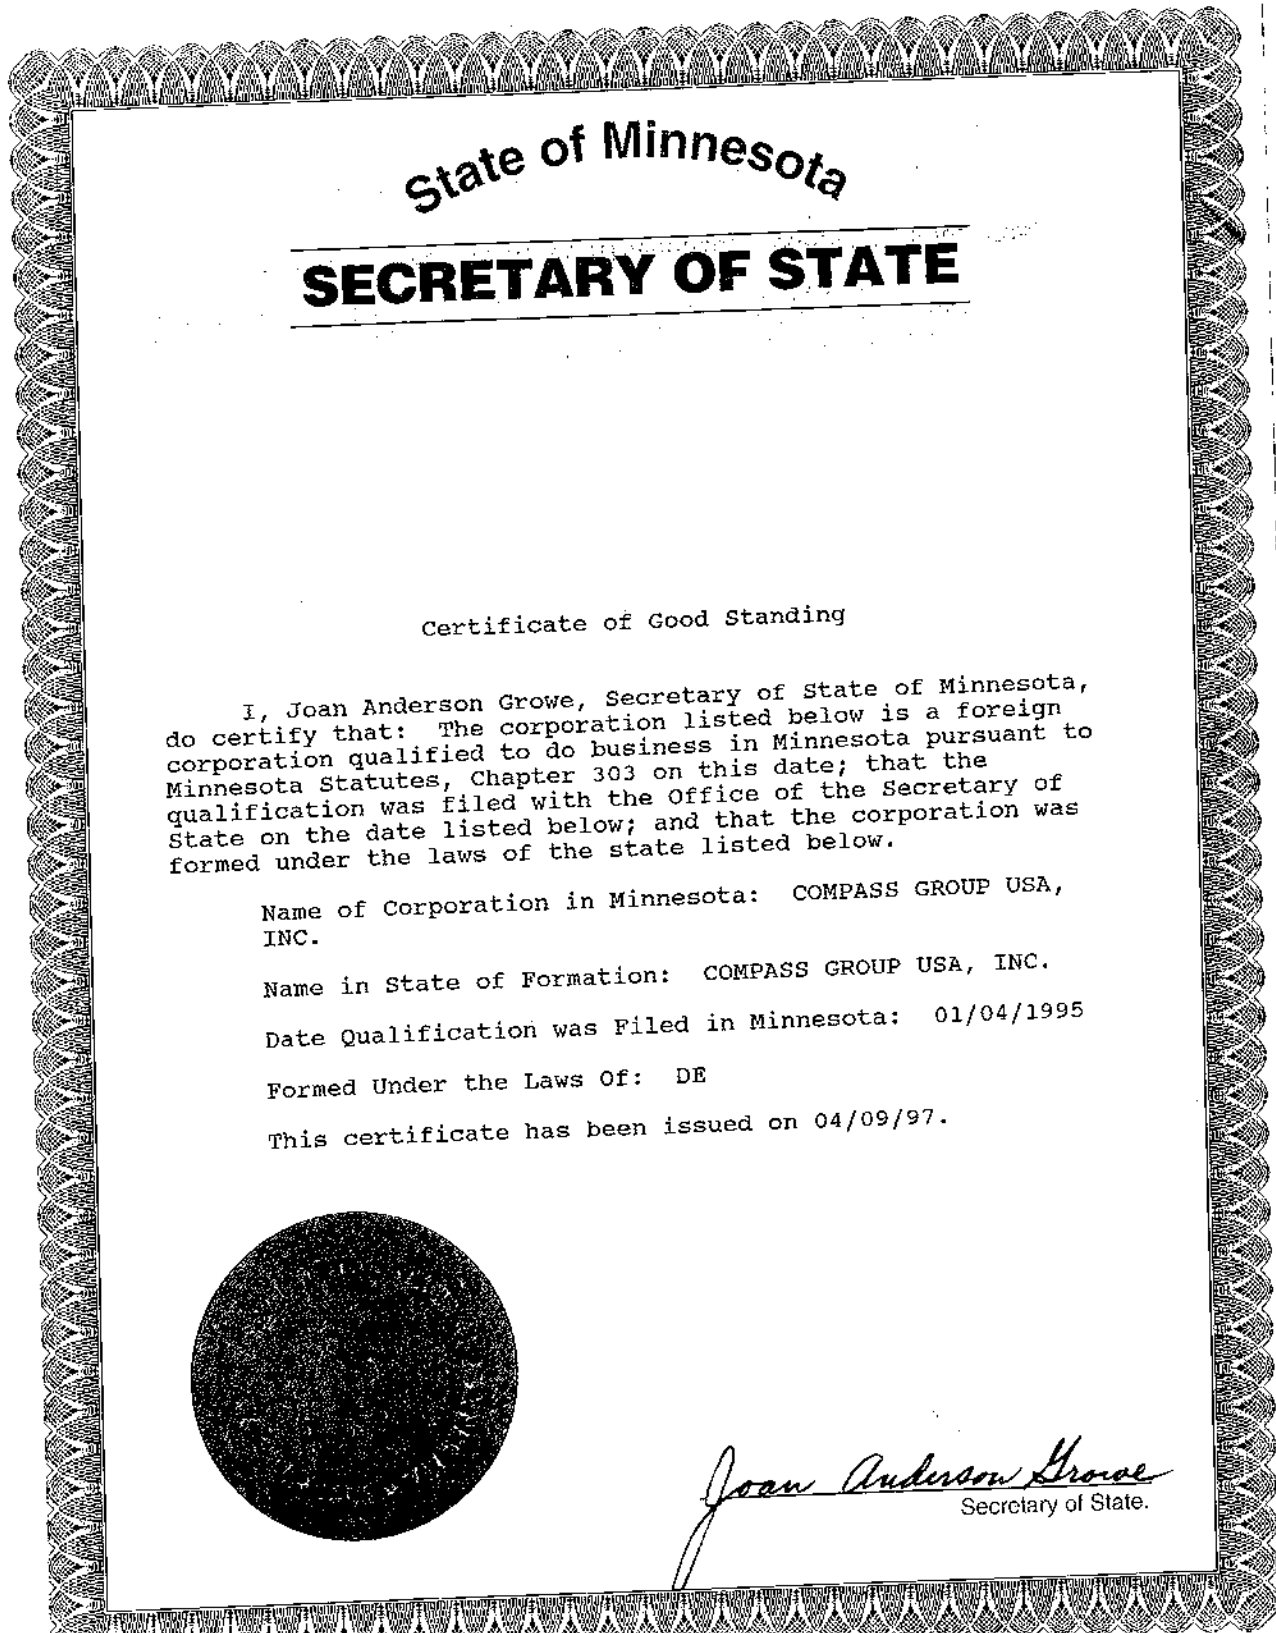 State of Minnesota
SECRETARY OF STATE
Certificate of Good Standing
I, Joan Anderson Growe, Secretary of State of Minnesota,
do certify that: The corporation listed below is a foreign
corporation qualified to do business in Minnesota pursuant to
Minnesota Statutes, Chapter 303 on this date; that the
qualification was filed with the Office of the Secretary of
State on the date listed below; and that the corporation was
formed under the laws of the state listed below.
Name of Corporation in Minnesota: COMPASS GROUP USA,
INC.
Name in State of Formation: COMPASS GROUP USA, INC.
Date Qualification was Filed in Minnesota: 01/04/1995
Formed Under the Laws Of: DE
This certificate has been issued on 04/09/97.
Joan Anderson Growe
Secretary of State.